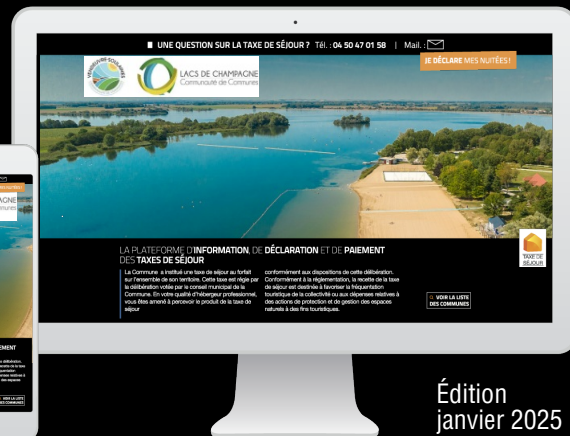 UNE QUESTION SUR LA TAXE DE SÉJOUR ? Tél. : 04 50 47 01 58 | Mail. :
JE DÉCLARE MES NUITÉES !
LACS DE CHAMPAGNE
Communauté de Communes
LA PLATEFORME D'INFORMATION, DE DÉCLARATION ET DE PAIEMENT
DES TAXES DE SÉJOUR
La Commune a institué une taxe de séjour au forfait
sur l'ensemble de son territoire. Cette taxe est régie par
la délibération votée par le conseil municipal de la
Commune. En votre qualité d'hébergeur professionnel,
vous êtes amené à percevoir le produit de la taxe de
séjour
conformément aux dispositions de cette délibération.
Conformément à la réglementation, la recette de la taxe
de séjour est destinée à favoriser la fréquentation
touristique de la collectivité ou aux dépenses relatives à
des actions de protection et de gestion des espaces
naturels à des fins touristiques.
TAXE DE
SÉJOUR
VOIR LA LISTE
DES COMMUNES
AGNE
EMENT
VOIR LA LISTE
DES COMMUNES
Édition
janvier 2025